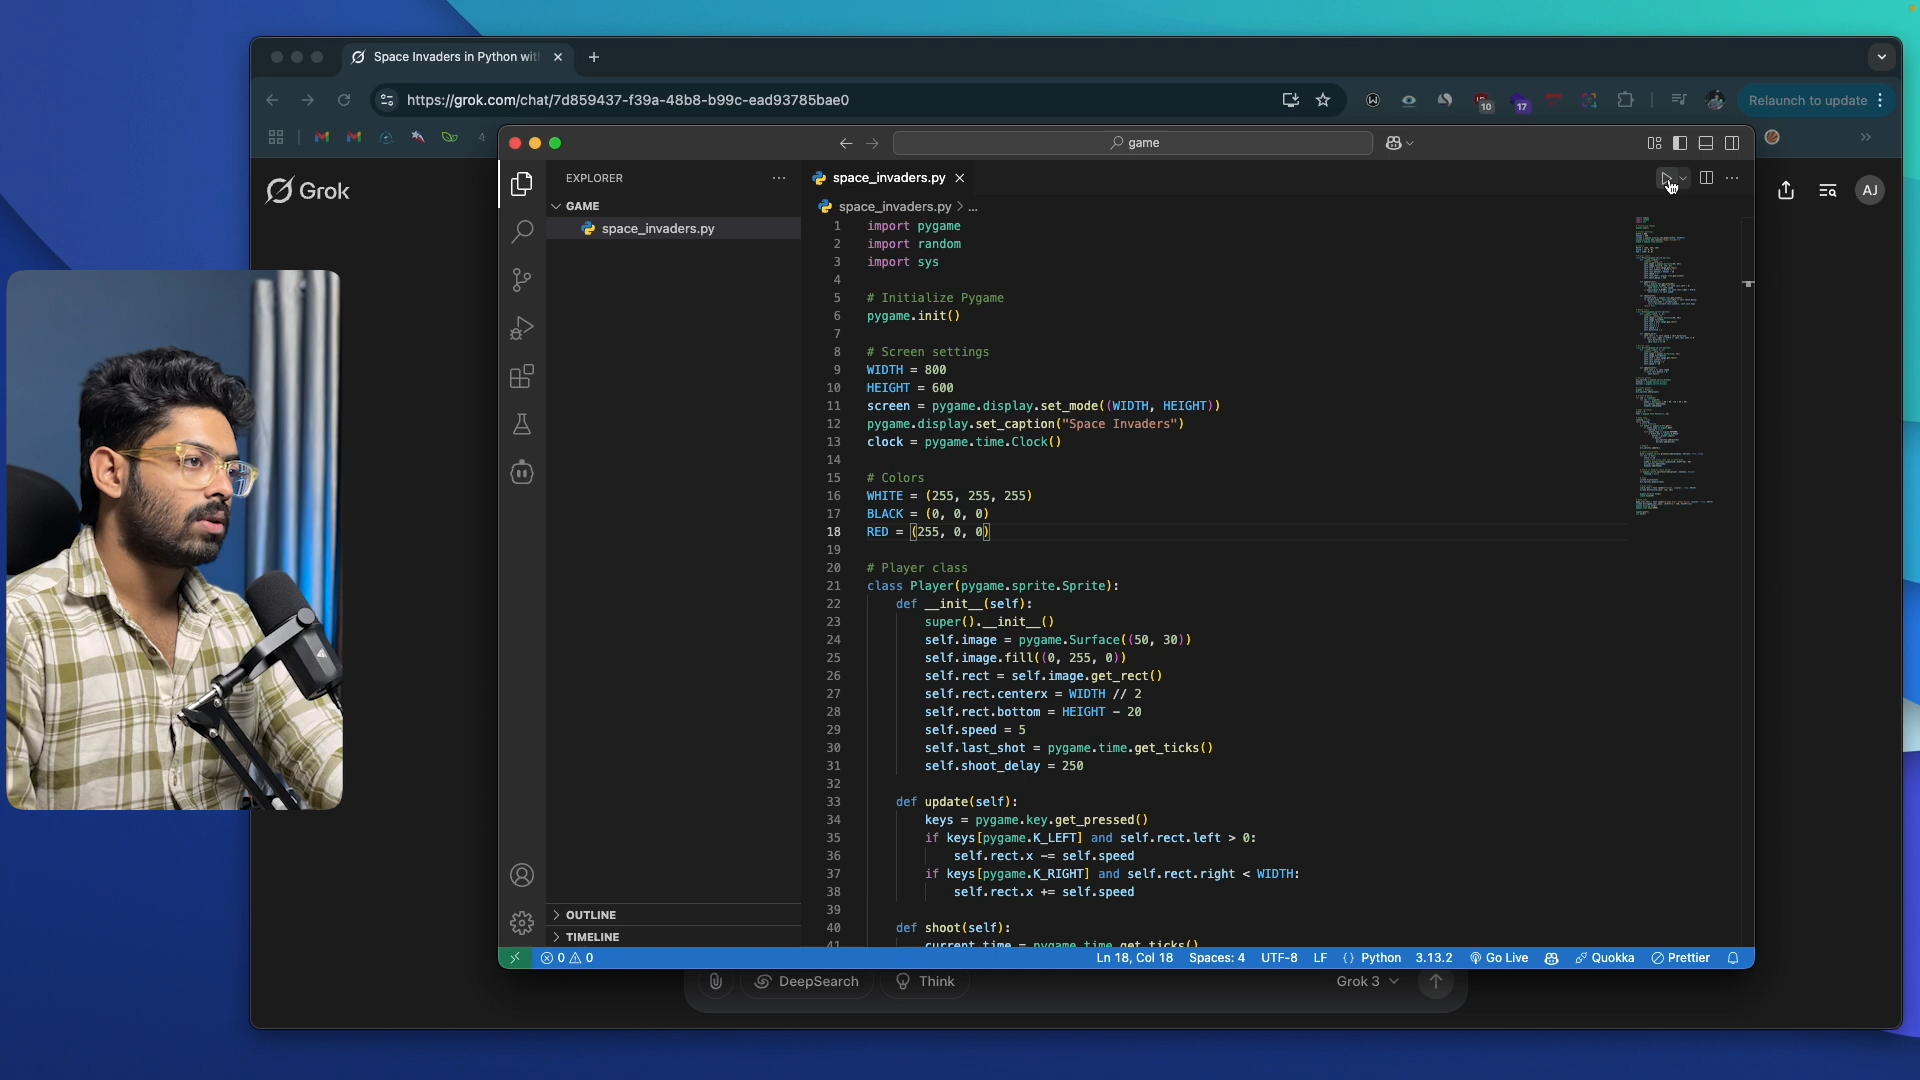 Space Invaders in Python wit
https://grok.com/chat/7d859437-f39a-48b8-b99c-ead93785bae0
10
17
Relaunch to update
game
Grok
AJ
EXPLORER
GAME
space_invaders.py
OUTLINE
TIMELINE
space_invaders.py
space_invaders.py > ...
1 import pygame
2 import random
3 import sys
4
5 # Initialize Pygame
6 pygame.init()
7
8 # Screen settings
9 WIDTH = 800
10 HEIGHT = 600
11 screen = pygame.display.set_mode((WIDTH, HEIGHT))
12 pygame.display.set_caption("Space Invaders")
13 clock = pygame.time.Clock()
14
15 # Colors
16 WHITE = (255, 255, 255)
17 BLACK = (0, 0, 0)
18 RED = (255, 0, 0)
19
20 # Player class
21 class Player(pygame.sprite.Sprite):
22 def __init__(self):
23 super().__init__()
24 self.image = pygame.Surface((50, 30))
25 self.image.fill((0, 255, 0))
26 self.rect = self.image.get_rect()
27 self.rect.centerx = WIDTH // 2
28 self.rect.bottom = HEIGHT - 20
29 self.speed = 5
30 self.last_shot = pygame.time.get_ticks()
31 self.shoot_delay = 250
32
33 def update(self):
34 keys = pygame.key.get_pressed()
35 if keys[pygame.K_LEFT] and self.rect.left > 0:
36 self.rect.x -= self.speed
37 if keys[pygame.K_RIGHT] and self.rect.right < WIDTH:
38 self.rect.x += self.speed
39
40 def shoot(self):
41 current_time = pygame.time.get_ticks()
0 0
Ln 18, Col 18 Spaces: 4 UTF-8 LF {} Python 3.13.2 Go Live Quokka Prettier
DeepSearch Think Grok 3